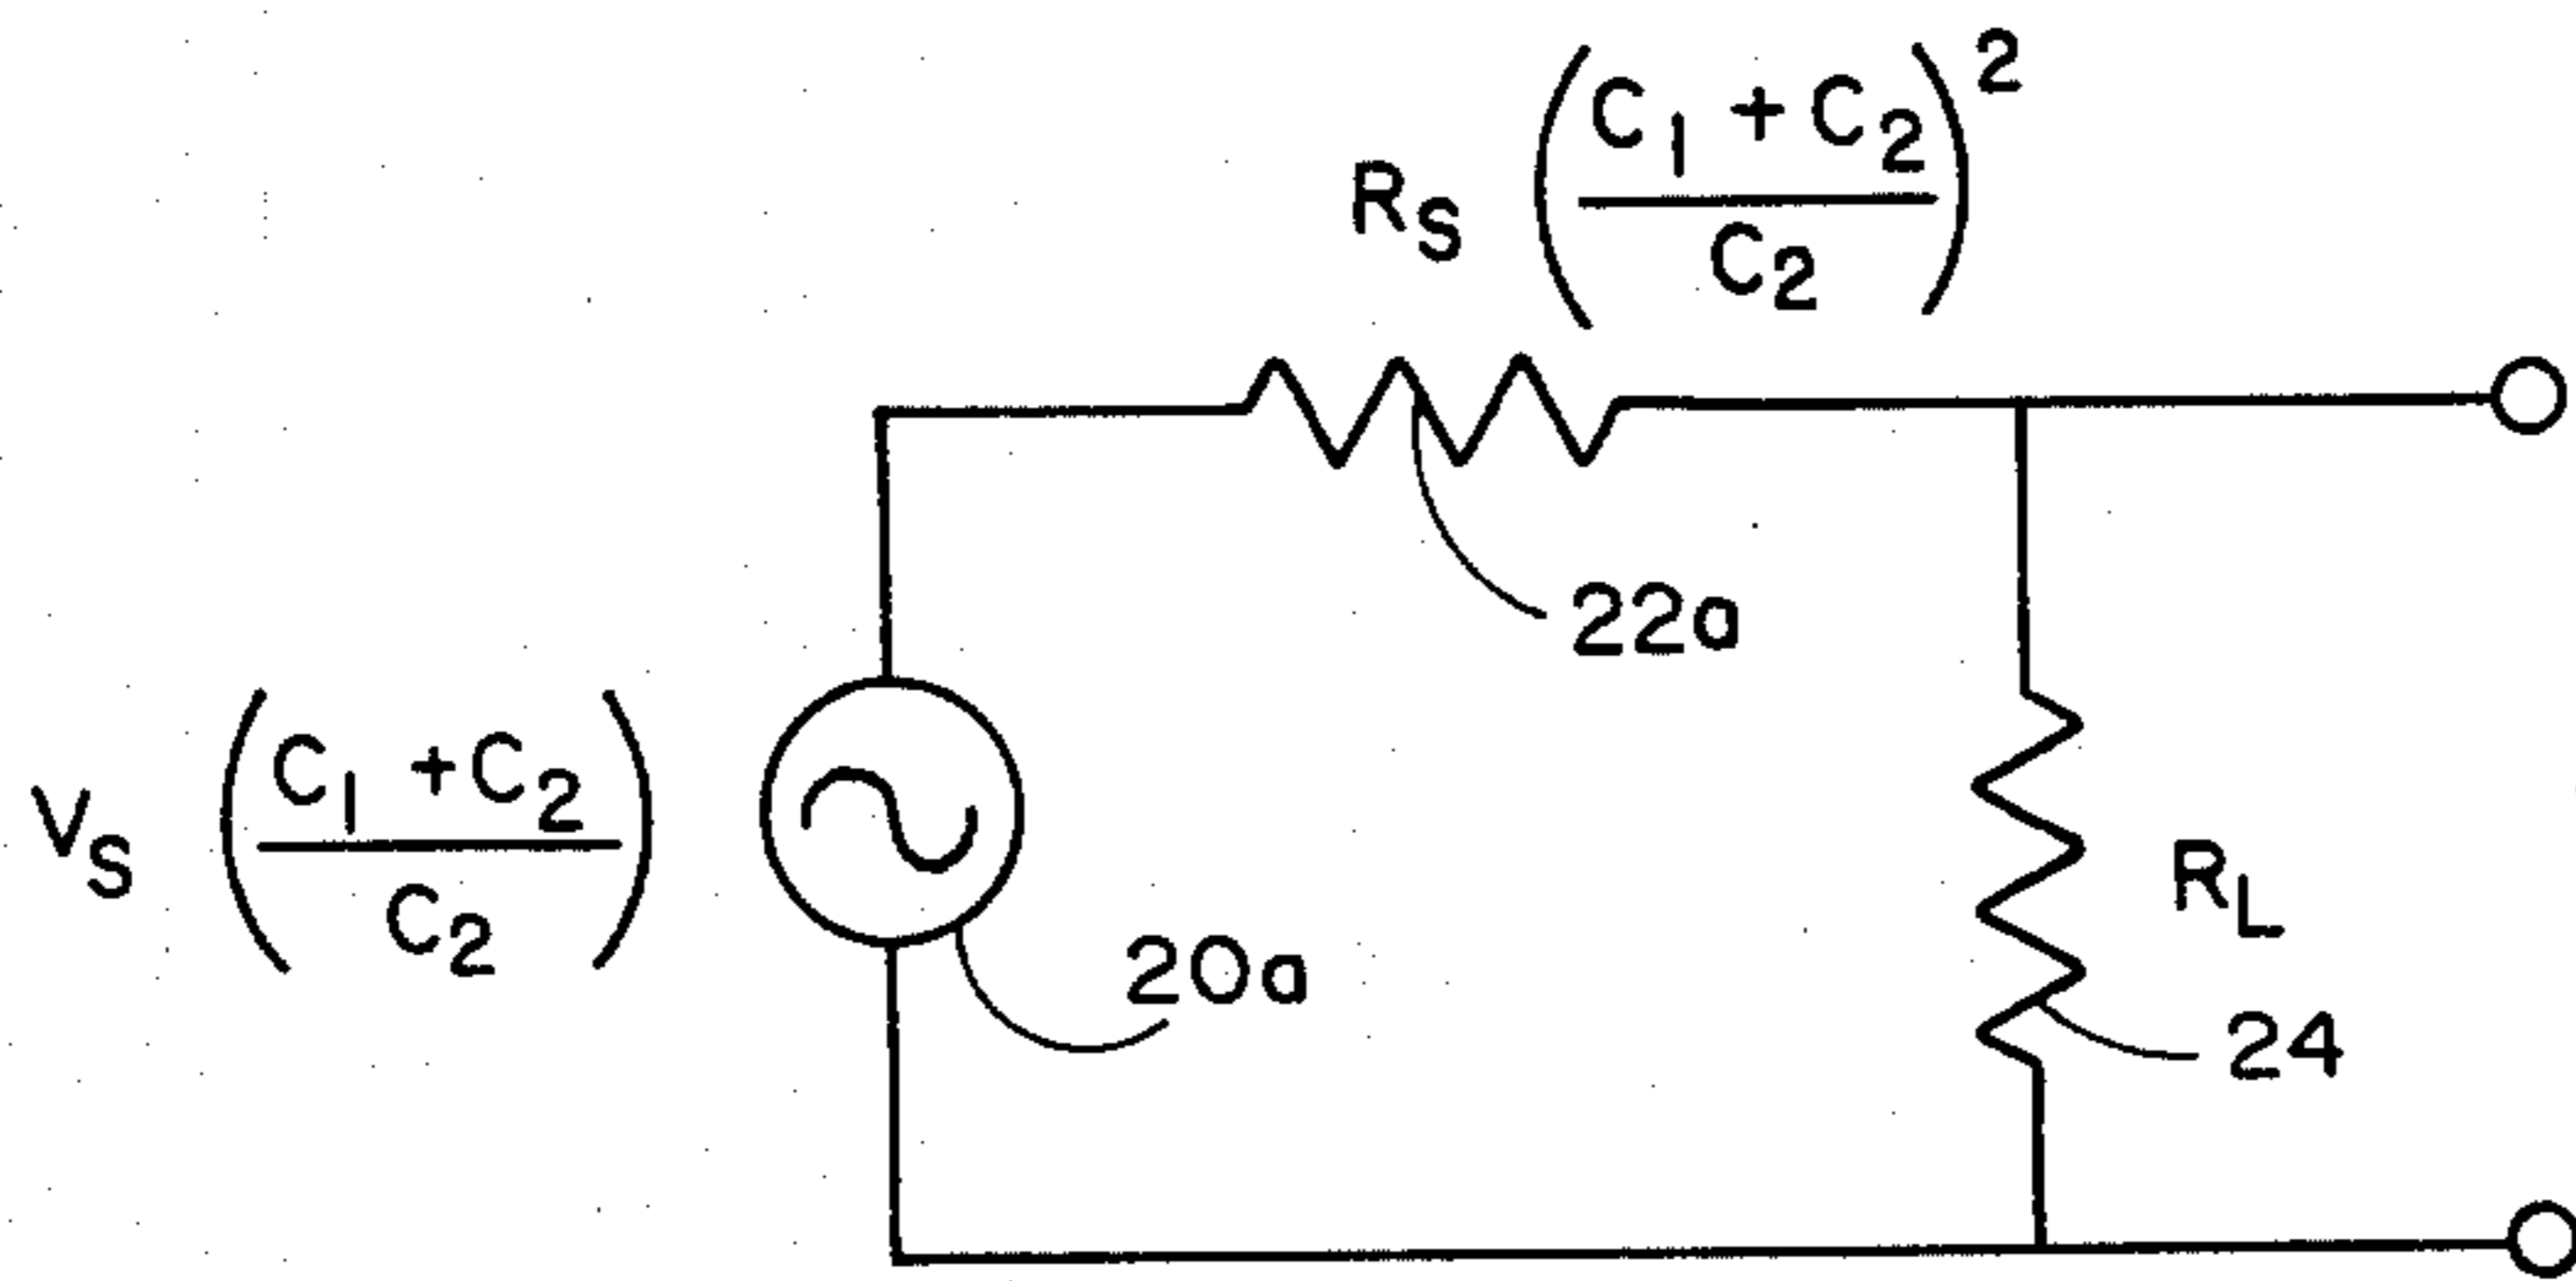 R_S ((C_1 + C_2) / C_2)^2
22a
V_S ((C_1 + C_2) / C_2)
20a
R_L
24